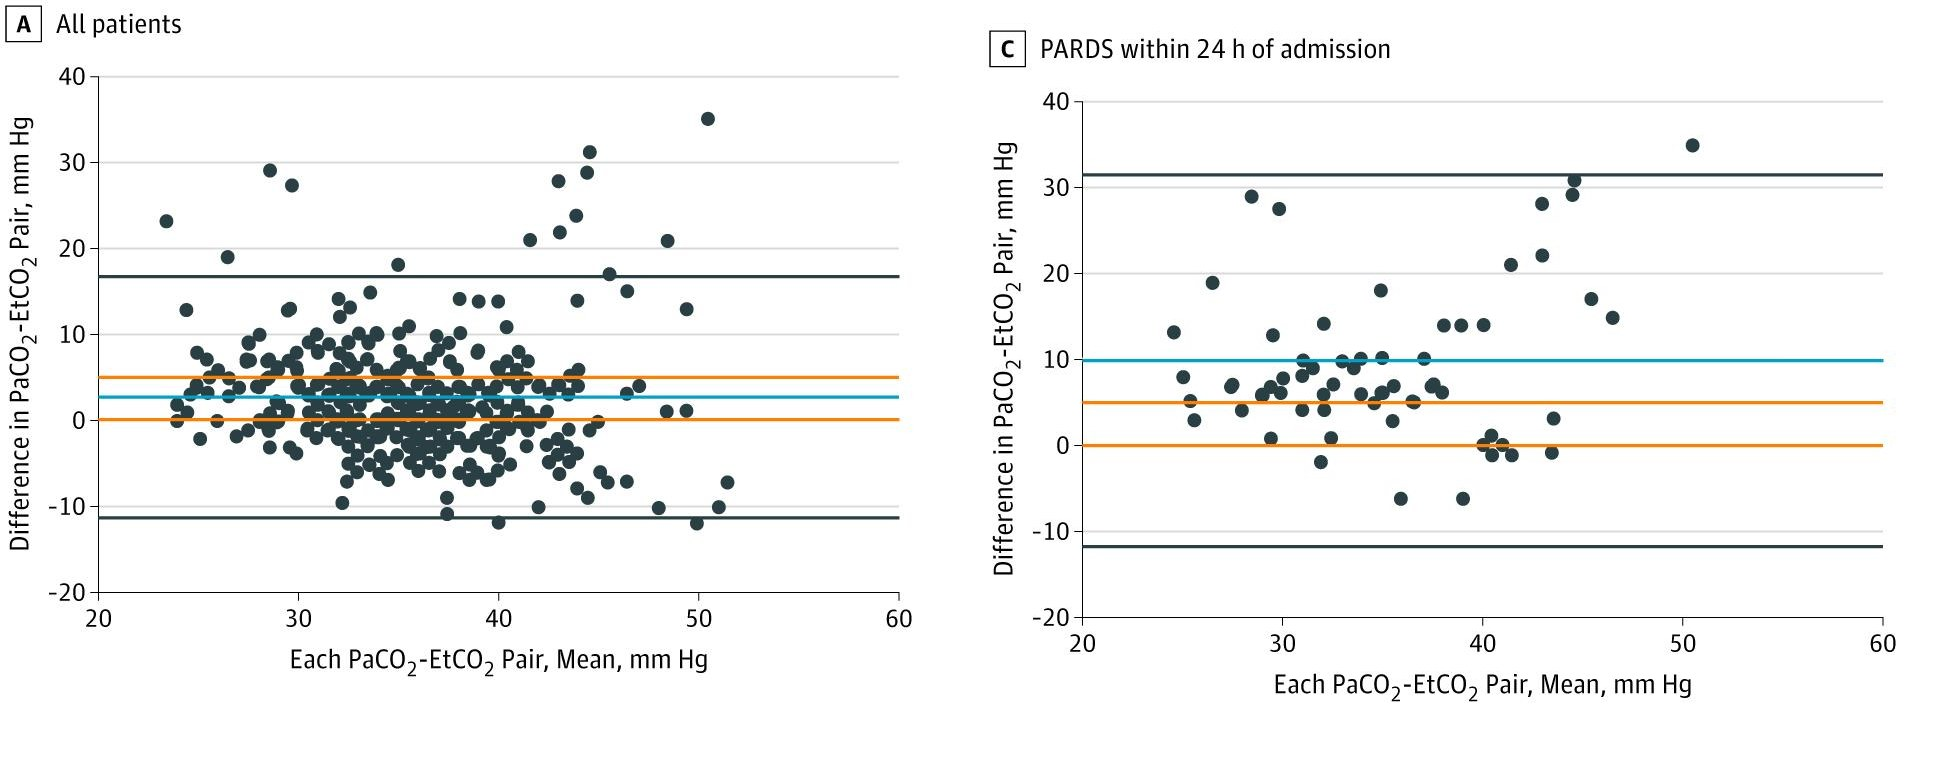 A All patients
Difference in PaCO2-EtCO2 Pair, mm Hg
40
30
20
10
0
-10
-20
20 30 40 50 60
Each PaCO2-EtCO2 Pair, Mean, mm Hg
C PARDS within 24 h of admission
Difference in PaCO2-EtCO2 Pair, mm Hg
40
30
20
10
0
-10
-20
20 30 40 50 60
Each PaCO2-EtCO2 Pair, Mean, mm Hg